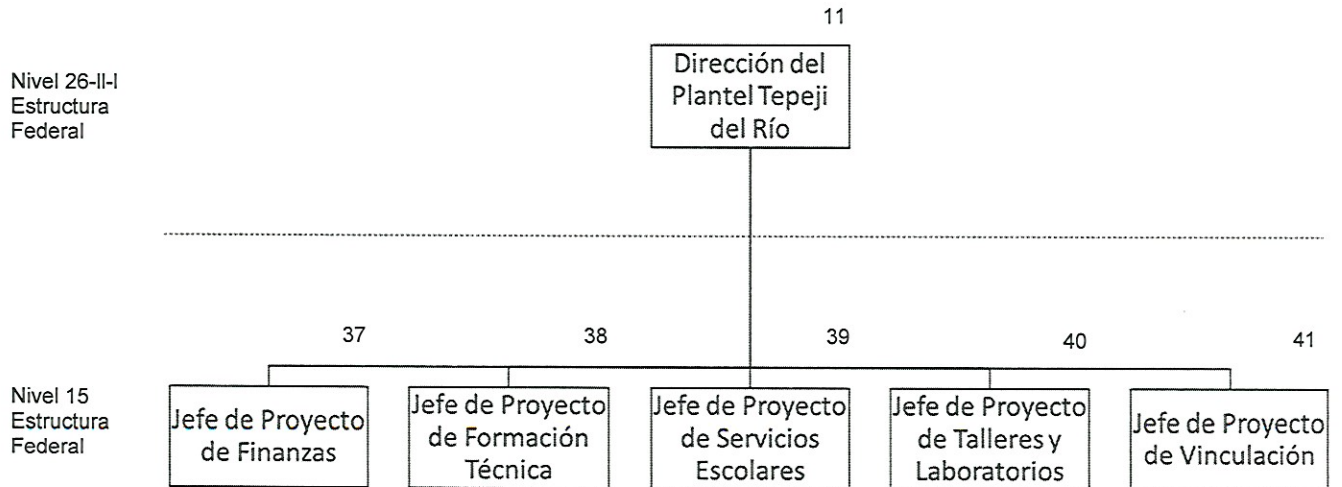 11
Nivel 26-II-I
Estructura
Federal
Dirección del
Plantel Tepeji
del Río
37
38
39
40
41
Nivel 15
Estructura
Federal
Jefe de Proyecto
de Finanzas
Jefe de Proyecto
de Formación
Técnica
Jefe de Proyecto
de Servicios
Escolares
Jefe de Proyecto
de Talleres y
Laboratorios
Jefe de Proyecto
de Vinculación